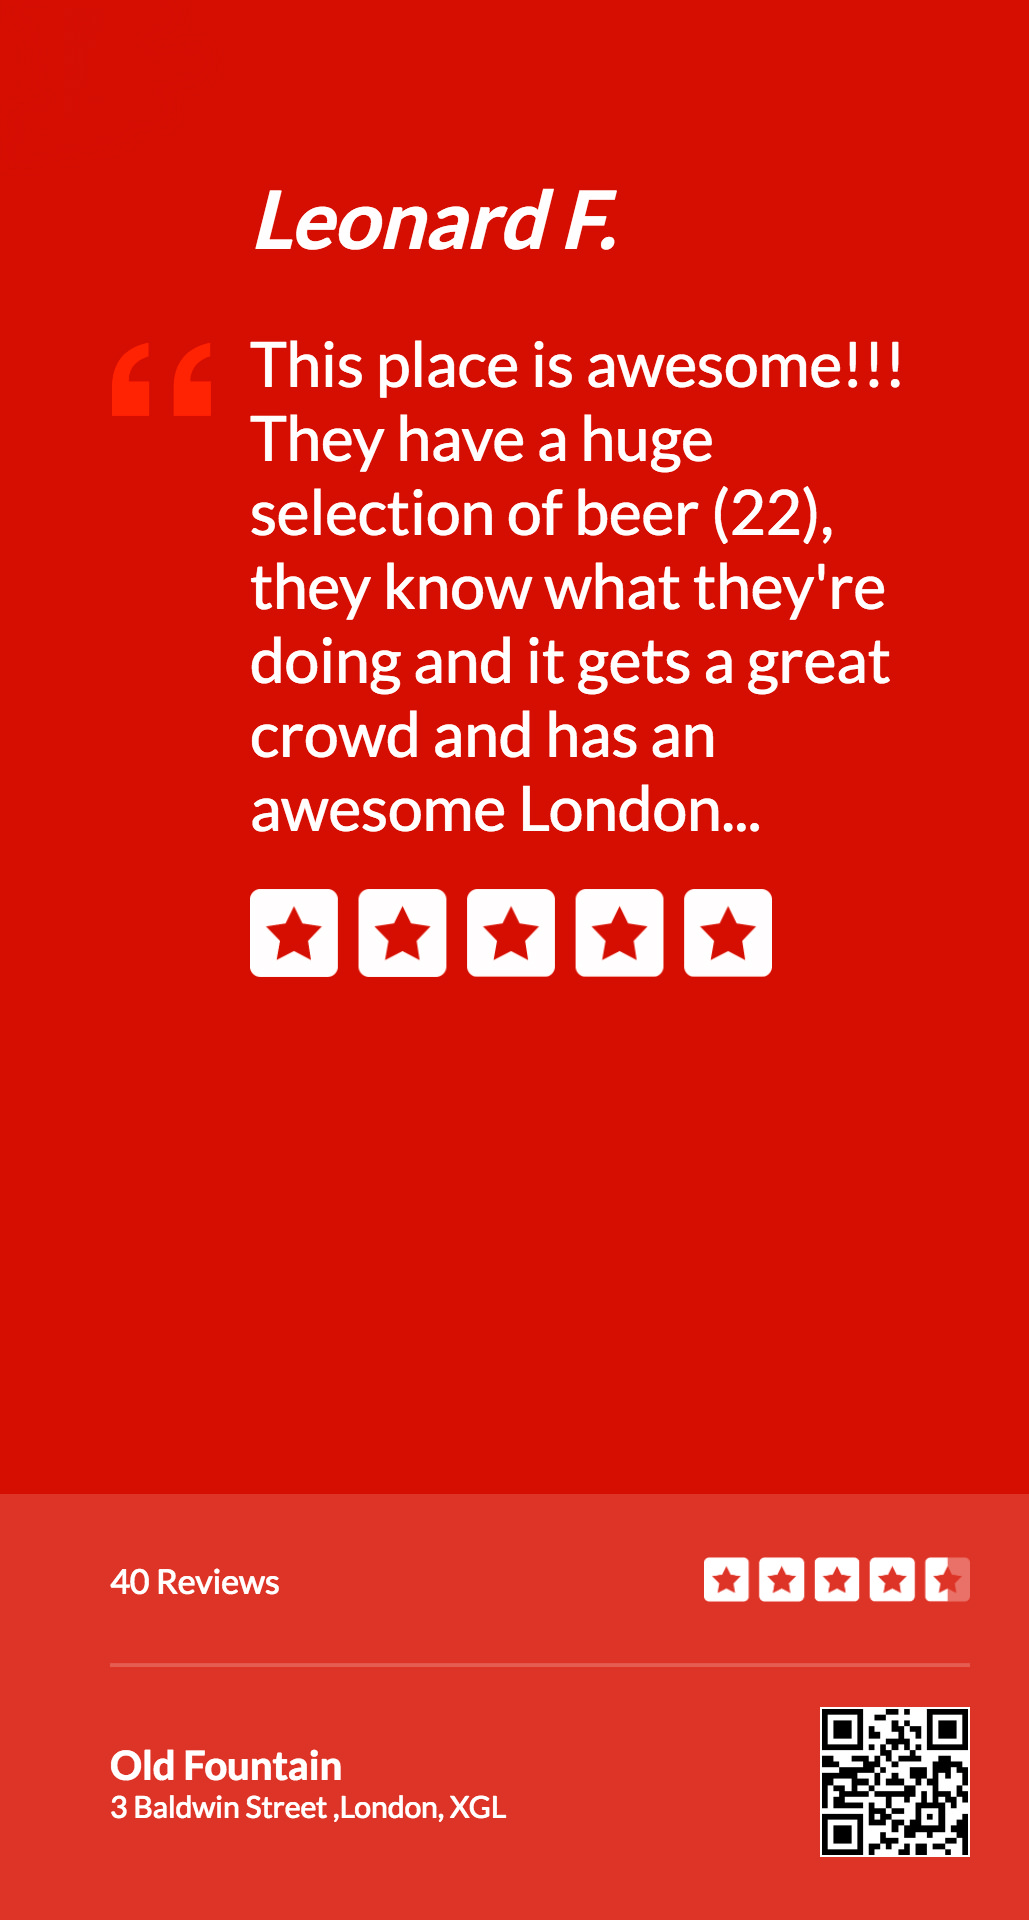 Leonard F.
This place is awesome!!!
They have a huge
selection of beer (22),
they know what they're
doing and it gets a great
crowd and has an
awesome London...
40 Reviews
Old Fountain
3 Baldwin Street ,London, XGL